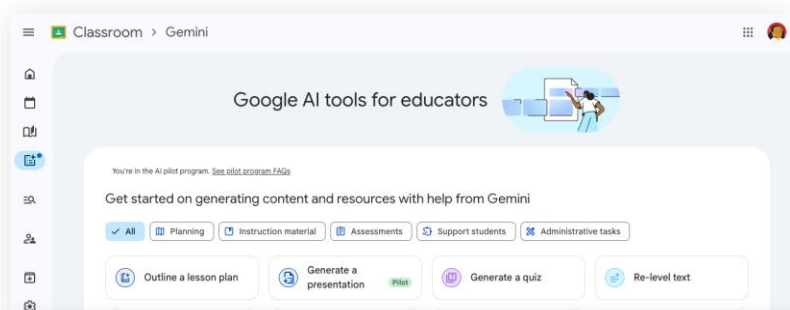 Classroom > Gemini
Google AI tools for educators
You're in the AI pilot program. See pilot program FAQs
Get started on generating content and resources with help from Gemini
All Planning Instruction material Assessments Support students Administrative tasks
Outline a lesson plan
Generate a
presentation Pilot
Generate a quiz
Re-level text